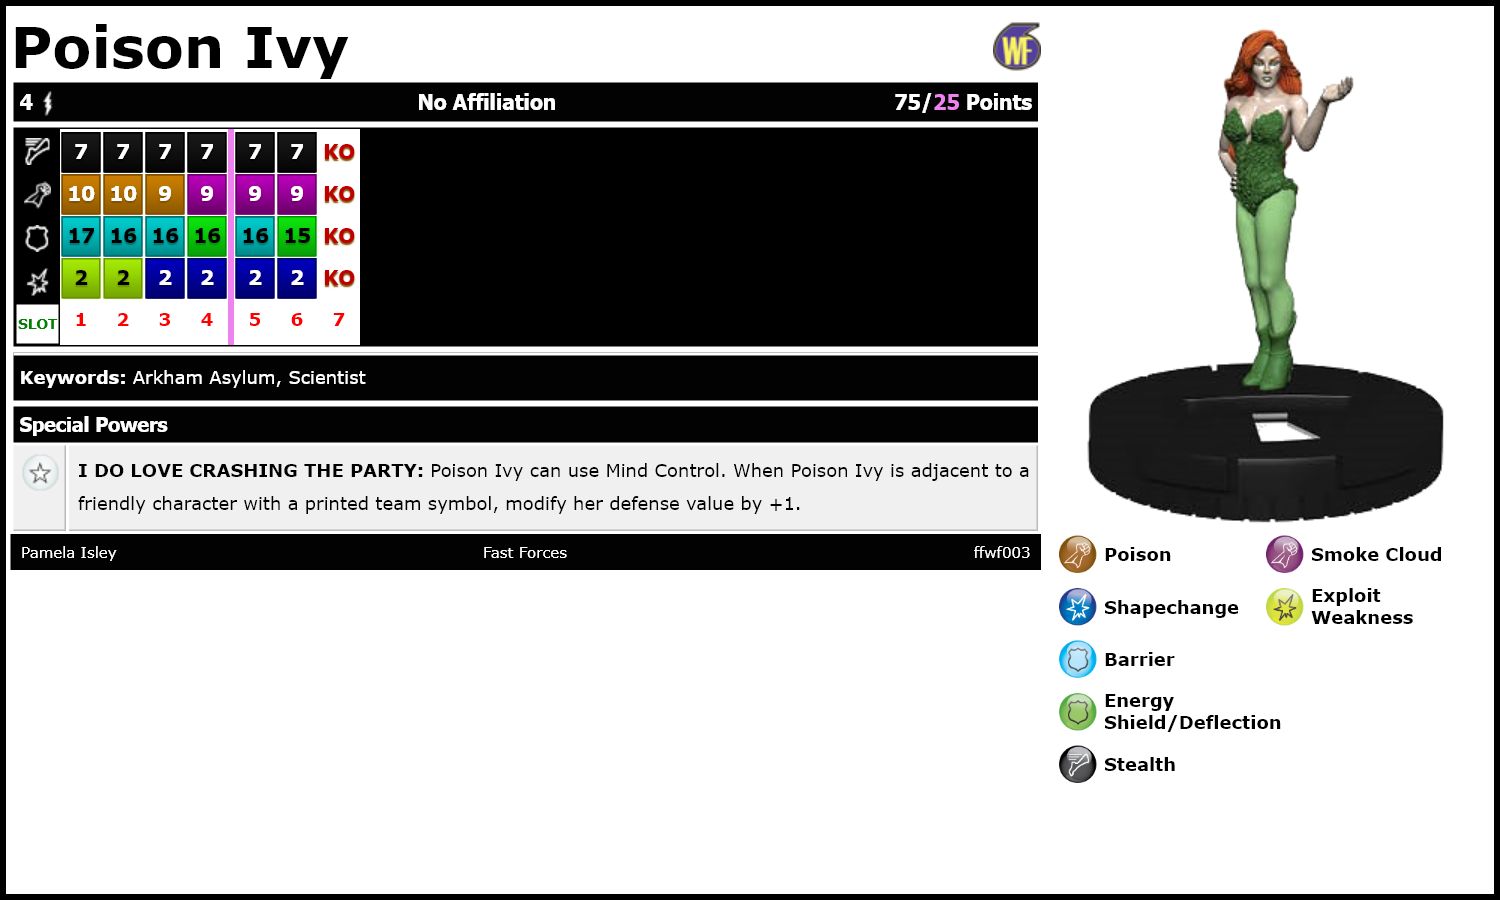 Poison Ivy
WF
4 No Affiliation 75/25 Points
7 7 7 7 7 7 KO
10 10 9 9 9 9 KO
17 16 16 16 16 15 KO
2 2 2 2 2 2 KO
SLOT 1 2 3 4 5 6 7
Keywords: Arkham Asylum, Scientist
Special Powers
I DO LOVE CRASHING THE PARTY: Poison Ivy can use Mind Control. When Poison Ivy is adjacent to a
friendly character with a printed team symbol, modify her defense value by +1.
Pamela Isley Fast Forces ffwf003
Poison Smoke Cloud
Shapechange Exploit
Weakness
Barrier
Energy
Shield/Deflection
Stealth